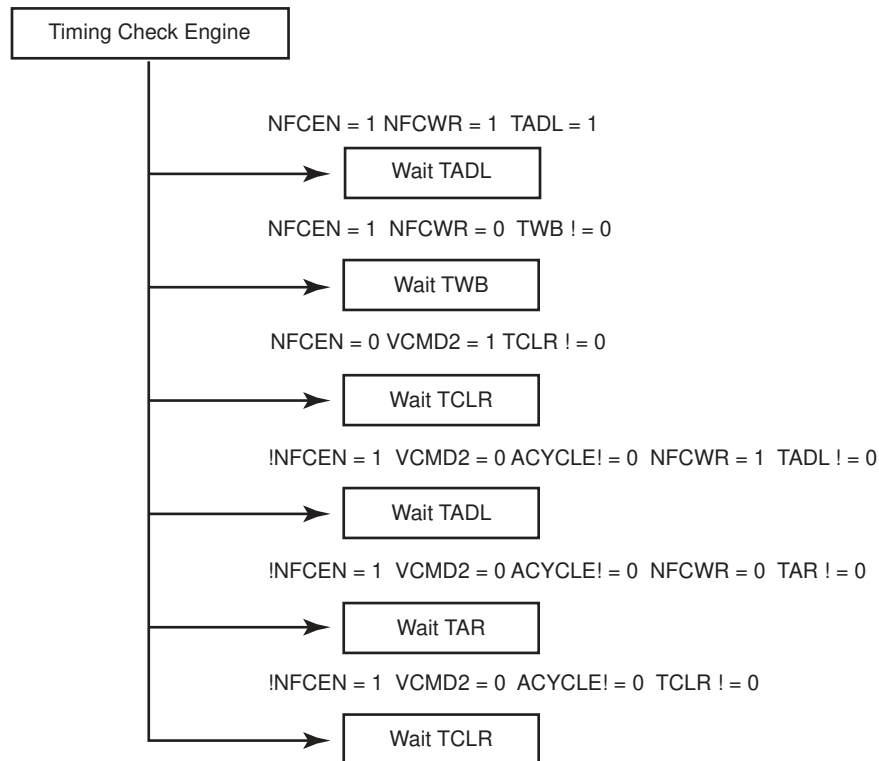 Timing Check Engine
NFCEN = 1 NFCWR = 1 TADL = 1
Wait TADL
NFCEN = 1 NFCWR = 0 TWB ! = 0
Wait TWB
NFCEN = 0 VCMD2 = 1 TCLR ! = 0
Wait TCLR
!NFCEN = 1 VCMD2 = 0 ACYCLE! = 0 NFCWR = 1 TADL ! = 0
Wait TADL
!NFCEN = 1 VCMD2 = 0 ACYCLE! = 0 NFCWR = 0 TAR ! = 0
Wait TAR
!NFCEN = 1 VCMD2 = 0 ACYCLE! = 0 TCLR ! = 0
Wait TCLR